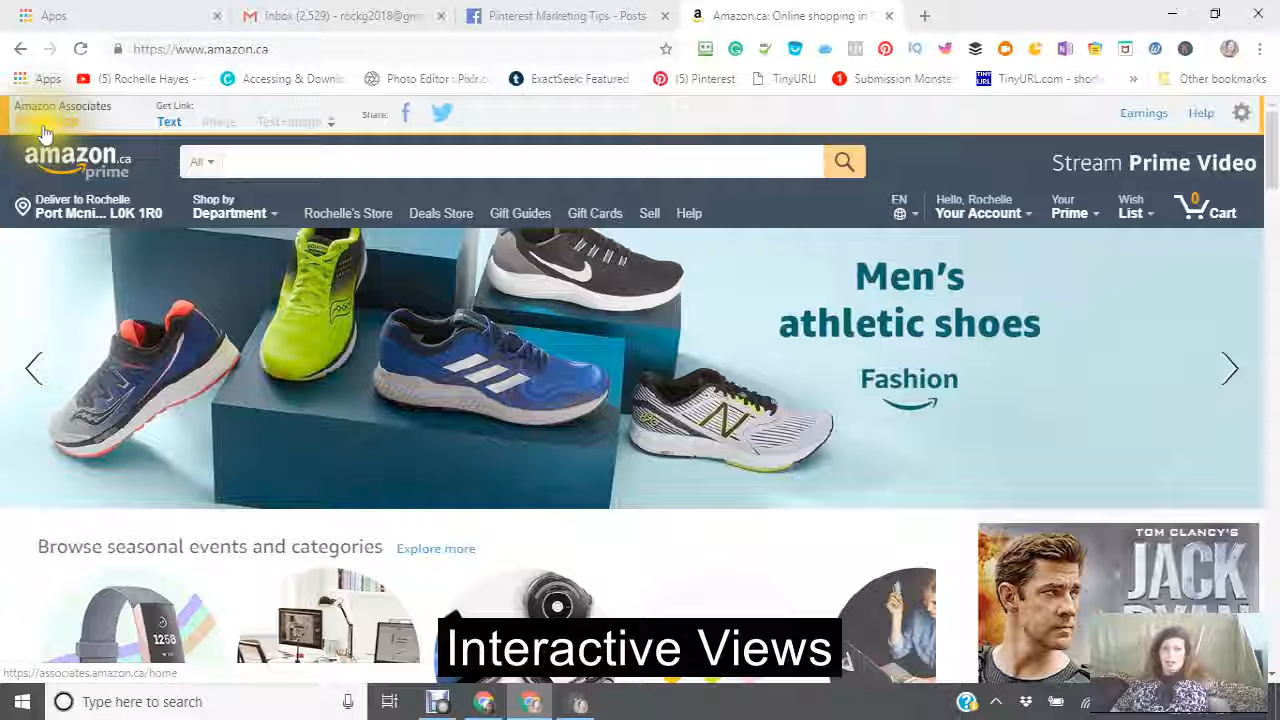 Apps
Inbox (2,529) - rockg2018@gm
Pinterest Marketing Tips - Posts
Amazon.ca: Online shopping in
https://www.amazon.ca
Apps
(5) Rochelle Hayes -
Accessing & Downl
Photo Editor : Pixlr.c
ExactSeek: Featured
(5) Pinterest
TinyURL!
Submission Monste
TinyURL.com - shor
Other bookmarks
Amazon Associates
Get Link:
Text
Image
Text+Image
Share:
Earnings
Help
amazon.ca
prime
All
Stream Prime Video
Deliver to Rochelle
Port Mcni... L0K 1R0
Shop by
Department
Rochelle's Store
Deals Store
Gift Guides
Gift Cards
Sell
Help
EN
Hello, Rochelle
Your Account
Your
Prime
Wish
List
0
Cart
Men's
athletic shoes
Fashion
Browse seasonal events and categories
Explore more
TOM CLANCY'S
JACK
RYAN
1258
Interactive Views
https://associates.amazon.ca/home
Type here to search